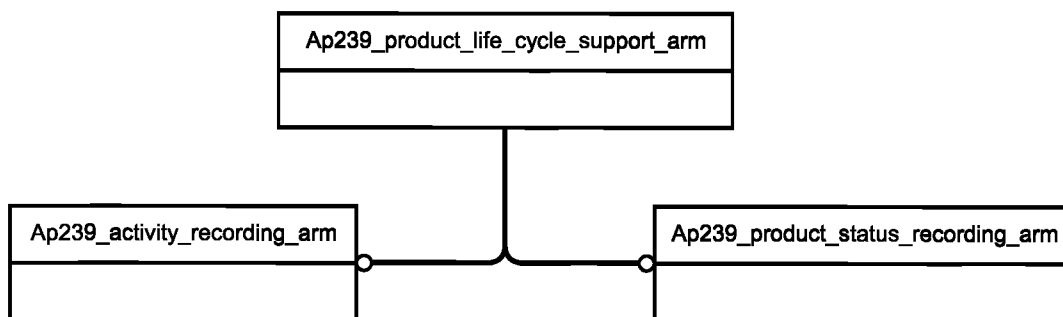 Ap239_product_life_cycle_support_arm
Ap239_activity_recording_arm
Ap239_product_status_recording_arm